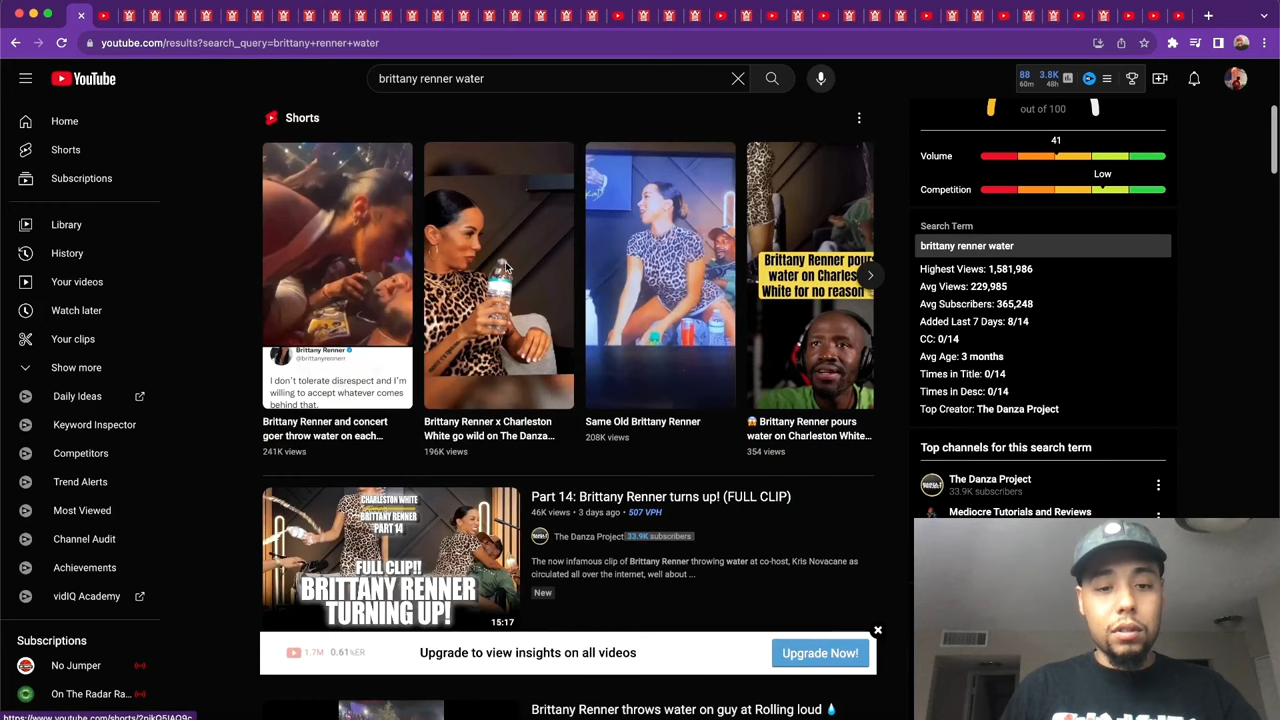 youtube.com/results?search_query=brittany+renner+water
YouTube
brittany renner water
88
60m
3.8K
48h
Home
Shorts
Subscriptions
Library
History
Your videos
Watch later
Your clips
Show more
Daily Ideas
Keyword Inspector
Competitors
Trend Alerts
Most Viewed
Channel Audit
Achievements
vidIQ Academy
Subscriptions
No Jumper
On The Radar Ra...
https://www.youtube.com/shorts/2pikO5IAO9c
Shorts
Brittany Renner
@brittanyrennerr
I don't tolerate disrespect and I'm
willing to accept whatever comes
behind that.
Brittany Renner pou
water on Charles
White for no reason
Brittany Renner and concert
goer throw water on each...
241K views
Brittany Renner x Charleston
White go wild on The Danza...
196K views
Same Old Brittany Renner
208K views
😱 Brittany Renner pours
water on Charleston White...
354 views
CHARLESTON WHITE
BRITTANY RENNER
PART 14
FULL CLIP!!
BRITTANY RENNER
TURNING UP!
15:17
Part 14: Brittany Renner turns up! (FULL CLIP)
46K views • 3 days ago • 507 VPH
The Danza Project 33.9K subscribers
The now infamous clip of Brittany Renner throwing water at co-host, Kris Novacane as
circulated all over the internet, well about ...
New
1.7M 0.61%ER
Upgrade to view insights on all videos
Upgrade Now!
Brittany Renner throws water on guy at Rolling loud 💧
out of 100
41
Volume
Low
Competition
Search Term
brittany renner water
Highest Views: 1,581,986
Avg Views: 229,985
Avg Subscribers: 365,248
Added Last 7 Days: 8/14
CC: 0/14
Avg Age: 3 months
Times in Title: 0/14
Times in Desc: 0/14
Top Creator: The Danza Project
Top channels for this search term
The Danza Project
33.9K subscribers
Mediocre Tutorials and Reviews